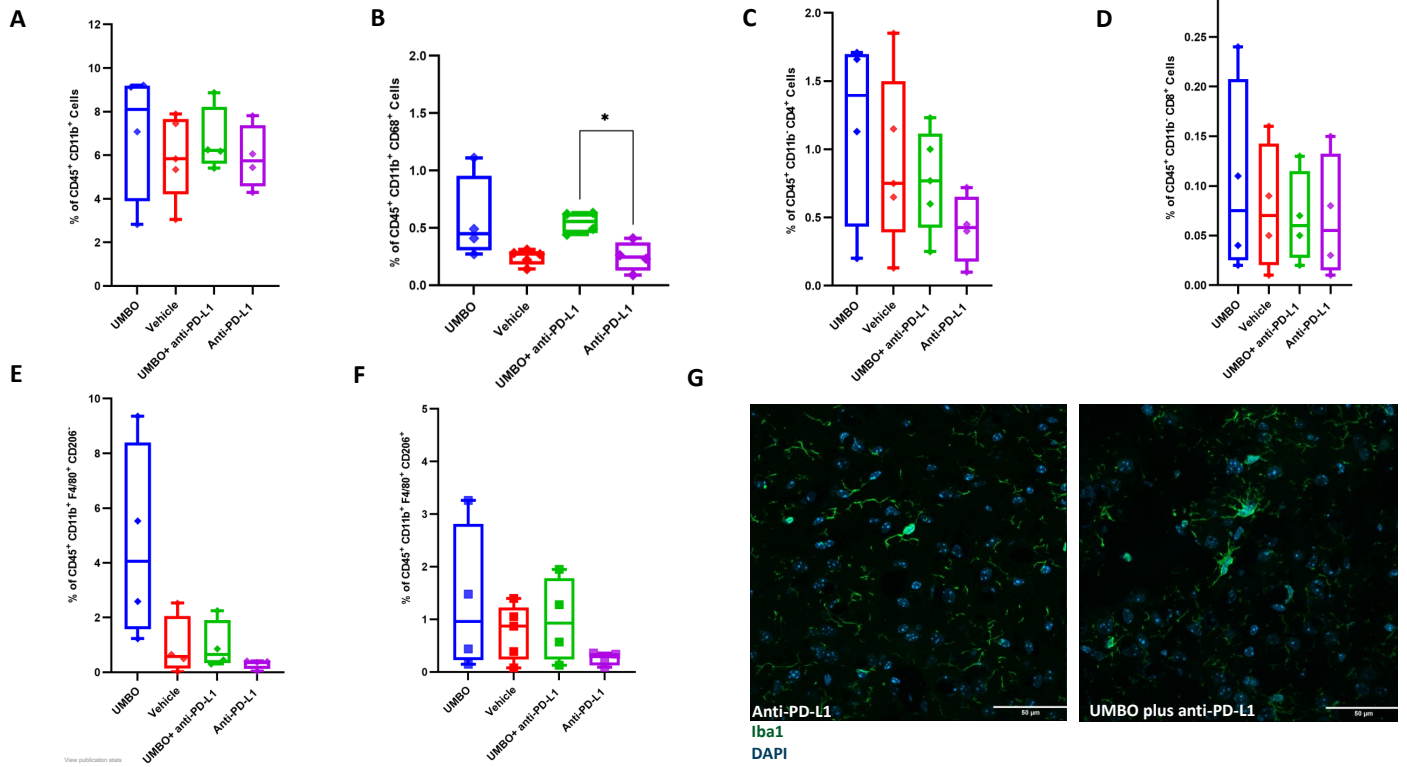 A
% of CD45⁺ CD11b⁺ Cells
12
10
8
6
4
2
0
UMBO
Vehicle
UMBO+ anti-PD-L1
Anti-PD-L1
B
% of CD45⁺ CD11b⁺ CD68⁺ Cells
2.0
1.5
1.0
0.5
0.0
*
UMBO
Vehicle
UMBO+ anti-PD-L1
Anti-PD-L1
C
% of CD45⁺ CD11b⁻ CD4⁺ Cells
2.0
1.5
1.0
0.5
0.0
UMBO
Vehicle
UMBO+ anti-PD-L1
Anti-PD-L1
D
% of CD45⁺ CD11b⁻ CD8⁺ Cells
0.25
0.20
0.15
0.10
0.05
0.00
UMBO
Vehicle
UMBO+ anti-PD-L1
Anti-PD-L1
E
% of CD45⁺ CD11b⁺ F4/80⁺ CD206⁻
10
8
6
4
2
0
UMBO
Vehicle
UMBO+ anti-PD-L1
Anti-PD-L1
F
% of CD45⁺ CD11b⁺ F4/80⁺ CD206⁺
5
4
3
2
1
0
UMBO
Vehicle
UMBO+ anti-PD-L1
Anti-PD-L1
G
Anti-PD-L1
50 µm
UMBO plus anti-PD-L1
50 µm
Iba1
DAPI
View publication stats